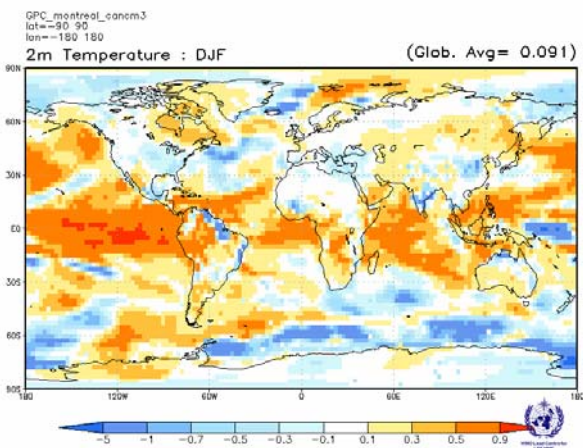 GPC_montreal_cancm3
lat=-90 90
lon=-180 180
2m Temperature : DJF (Glob. Avg= 0.091)
90N
60N
30N
EQ
30S
60S
90S
180 120W 60W 0 60E 120E 180
-5 -1 -0.7 -0.5 -0.3 -0.1 0.1 0.3 0.5 0.9